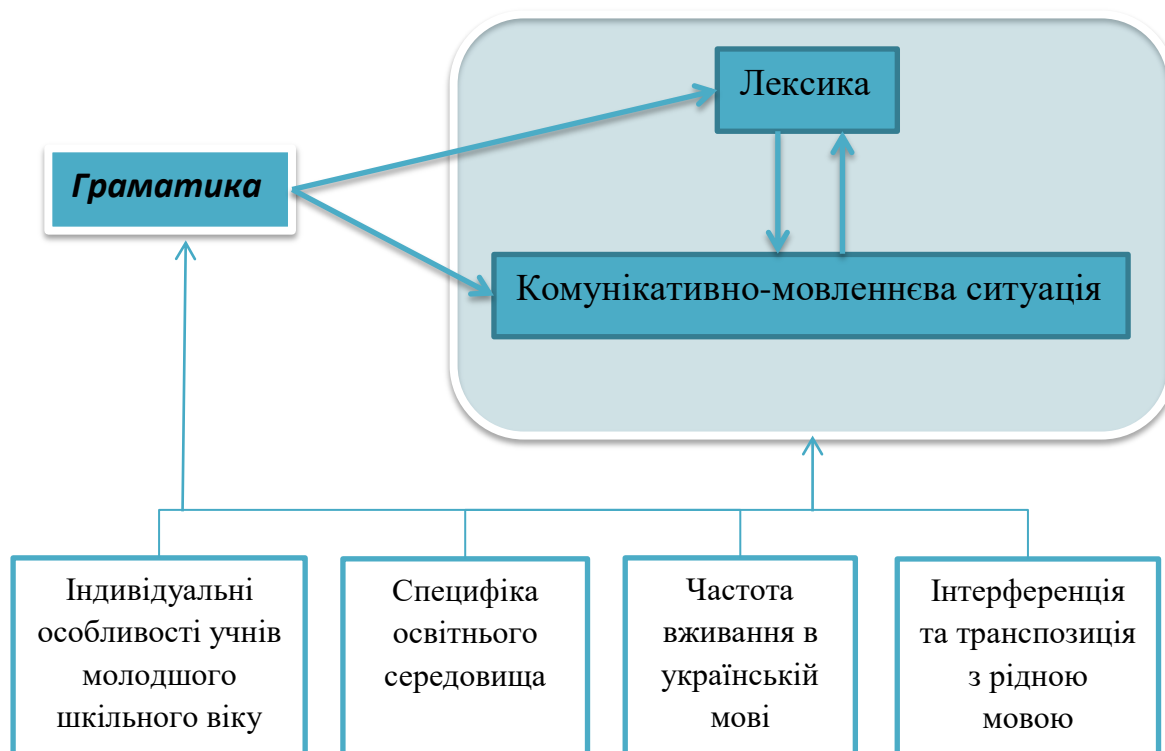 Лексика
Граматика
Комунікативно-мовленнєва ситуація
Індивідуальні
особливості учнів
молодшого
шкільного віку
Специфіка
освітнього
середовища
Частота
вживання в
українській
мові
Інтерференція
та транспозиція
з рідною
мовою